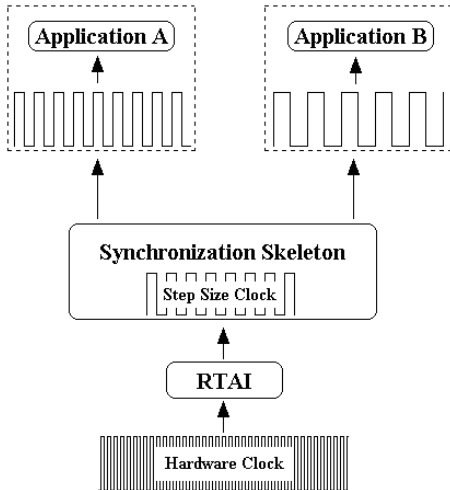 Application A
Application B
Synchronization Skeleton
Step Size Clock
RTAI
Hardware Clock